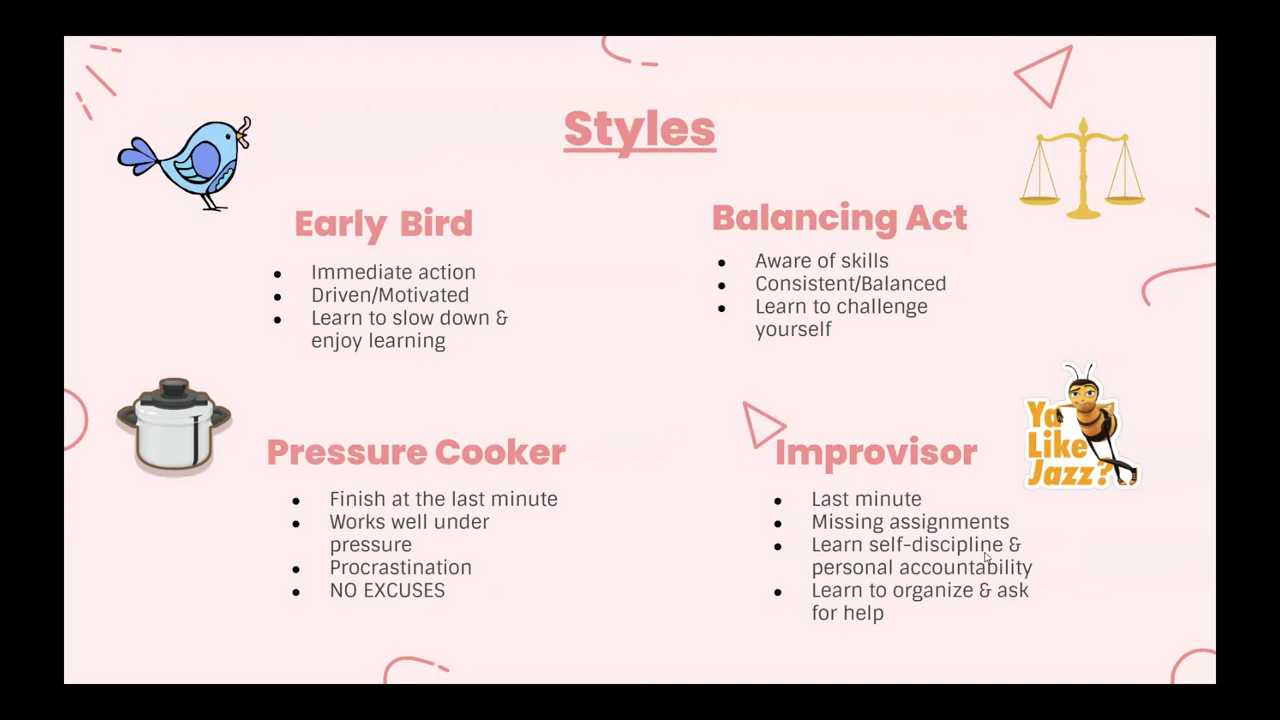 Styles
Early Bird
Immediate action
Driven/Motivated
Learn to slow down &
enjoy learning
Balancing Act
Aware of skills
Consistent/Balanced
Learn to challenge
yourself
Pressure Cooker
Finish at the last minute
Works well under
pressure
Procrastination
NO EXCUSES
Improvisor
Last minute
Missing assignments
Learn self-discipline &
personal accountability
Learn to organize & ask
for help
Ya
Like
Jazz?